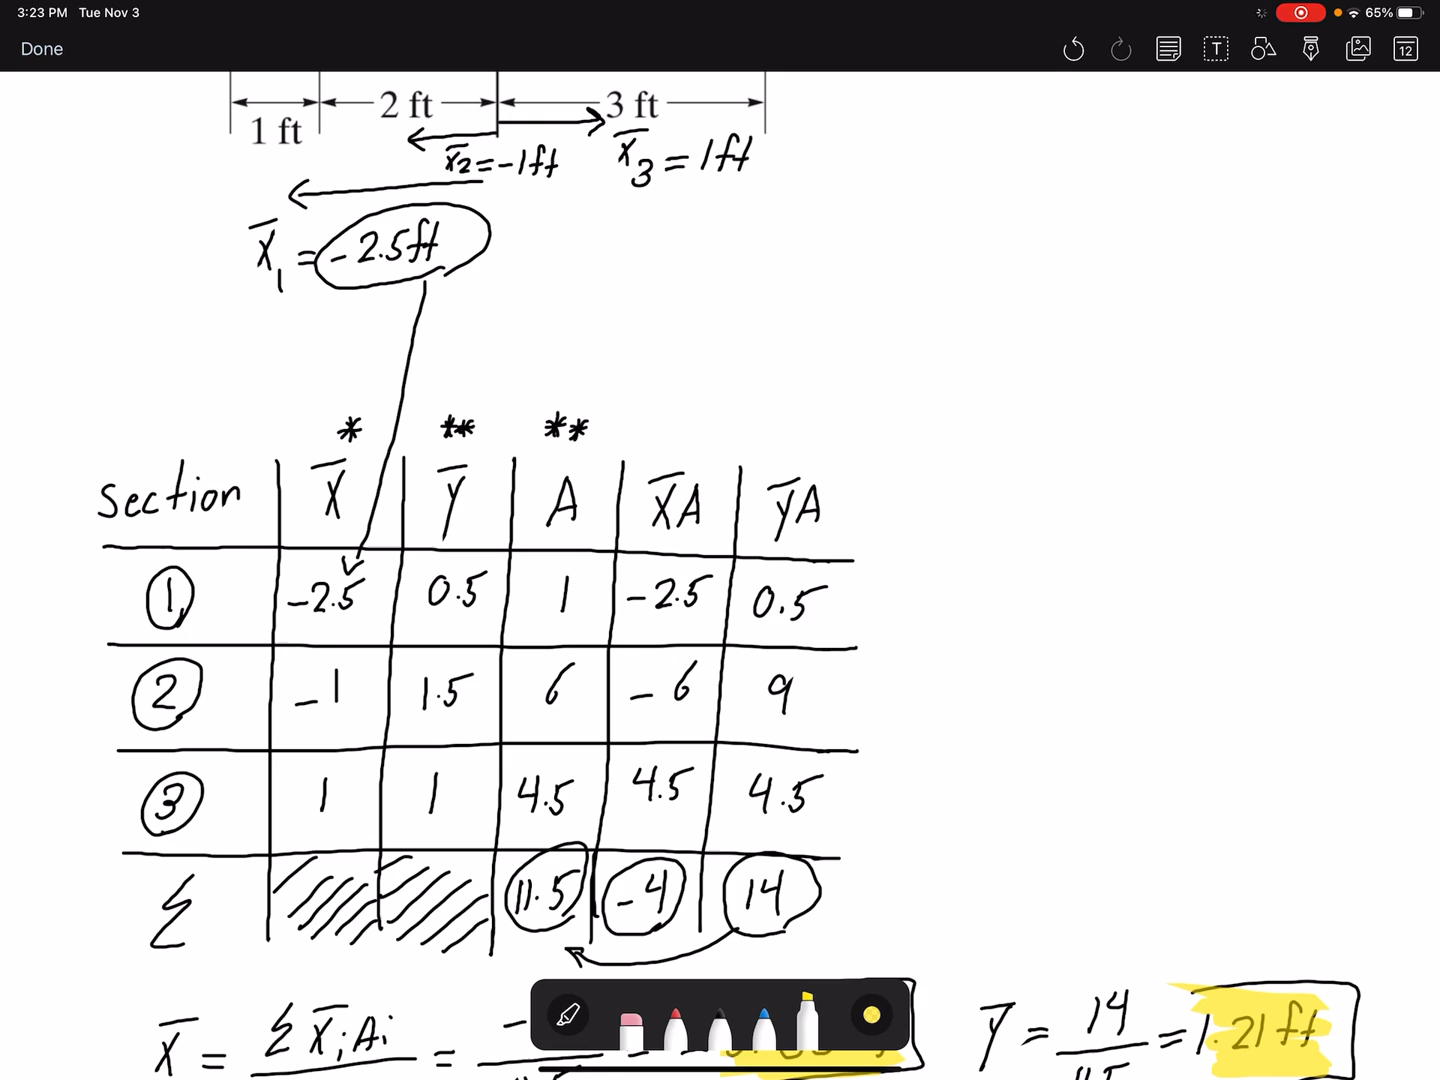 3:23 PM Tue Nov 3
65%
Done
T
12
1 ft
2 ft
3 ft
X̅2=-1ft
X̅3=1ft
X̅1=-2.5ft
* ** **
Section X̅ Y̅ A X̅A Y̅A
1 -2.5 0.5 1 -2.5 0.5
2 -1 1.5 6 -6 9
3 1 1 4.5 4.5 4.5
Σ 11.5 -4 14
X̅ = ΣX̅iAi = -
Y̅ = 14 = 1.21 ft